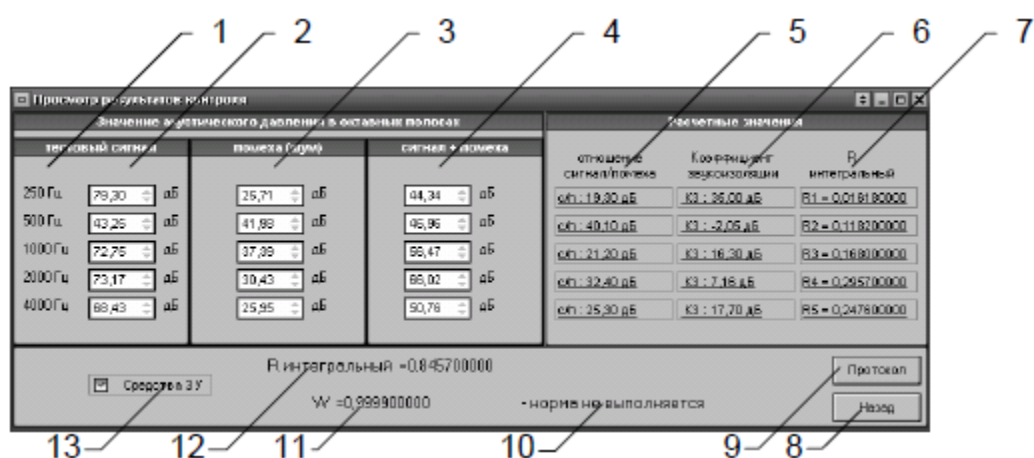 1 2 3 4 5 6 7
Просмотр результатов контроля
Значение акустического давления в октавных полосах Расчетные значения
тестовый сигнал помеха (шум) сигнал + помеха
отношение сигнал/помеха Коэффициент звукоизоляции R интегральный
250 Гц 79,30 дБ 25,71 дБ 44,34 дБ с/п : 19,30 дБ К3 : 35,00 дБ R1 = 0,016180000
500 Гц 43,25 дБ 41,98 дБ 46,96 дБ с/п : 40,10 дБ К3 : -2,05 дБ R2 = 0,118200000
1000 Гц 72,75 дБ 37,39 дБ 56,47 дБ с/п : 21,20 дБ К3 : 16,30 дБ R3 = 0,168000000
2000 Гц 73,17 дБ 30,43 дБ 66,02 дБ с/п : 32,40 дБ К3 : 7,16 дБ R4 = 0,295700000
4000 Гц 68,43 дБ 25,95 дБ 50,76 дБ с/п : 25,30 дБ К3 : 17,70 дБ R5 = 0,247600000
R интегральный =0,845700000 Протокол
Средства ЗУ
W =0,999900000 - норма не выполняется Назад
13 12 11 10 9 8